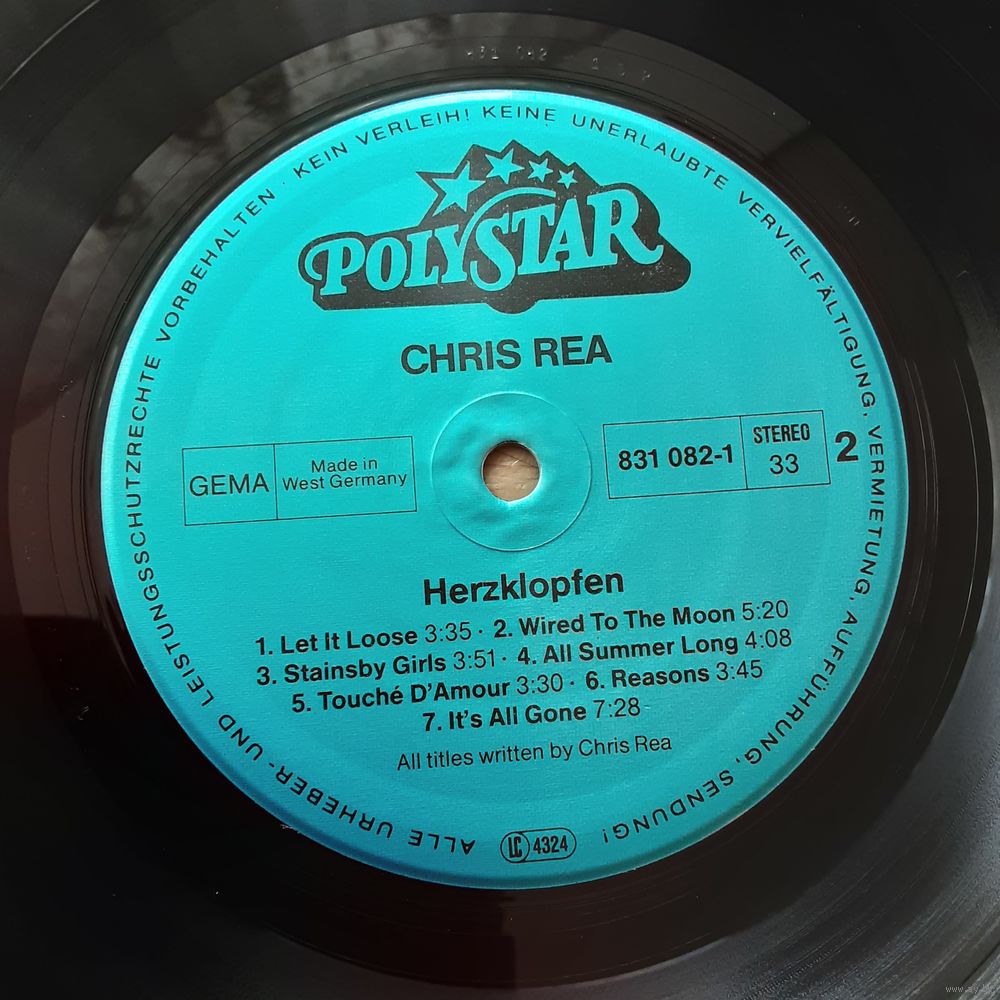 ALLE URHEBER- UND LEISTUNGSSCHUTZRECHTE VORBEHALTEN · KEIN VERLEIH! KEINE UNERLAUBTE VERVIELFÄLTIGUNG, VERMIETUNG, AUFFÜHRUNG, SENDUNG!
POLYSTAR
CHRIS REA
GEMA
Made in
West Germany
831 082-1
STEREO
33
2
Herzklopfen
1. Let It Loose 3:35 · 2. Wired To The Moon 5:20
3. Stainsby Girls 3:51 · 4. All Summer Long 4:08
5. Touché D'Amour 3:30 · 6. Reasons 3:45
7. It's All Gone 7:28
All titles written by Chris Rea
LC 4324